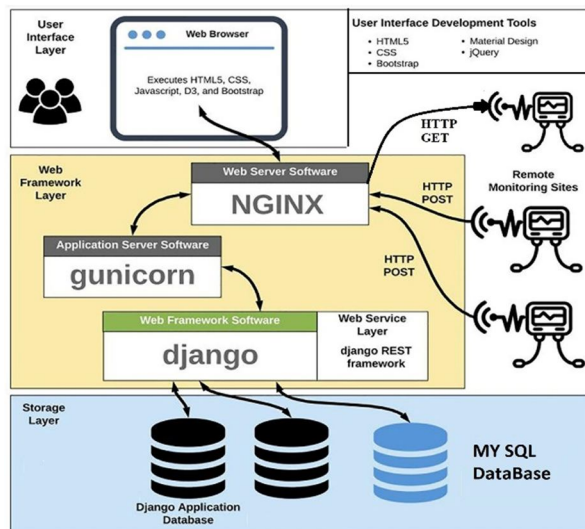 User
Interface
Layer
Web Browser
Executes HTML5, CSS,
Javascript, D3, and Bootstrap
User Interface Development Tools
• HTML5
• CSS
• Bootstrap
• Material Design
• jQuery
HTTP
GET
Web
Framework
Layer
Web Server Software
NGINX
HTTP
POST
Remote
Monitoring Sites
Application Server Software
gunicorn
HTTP
POST
Web Framework Software
django
Web Service
Layer
django REST
framework
Storage
Layer
MY SQL
DataBase
Django Application
Database